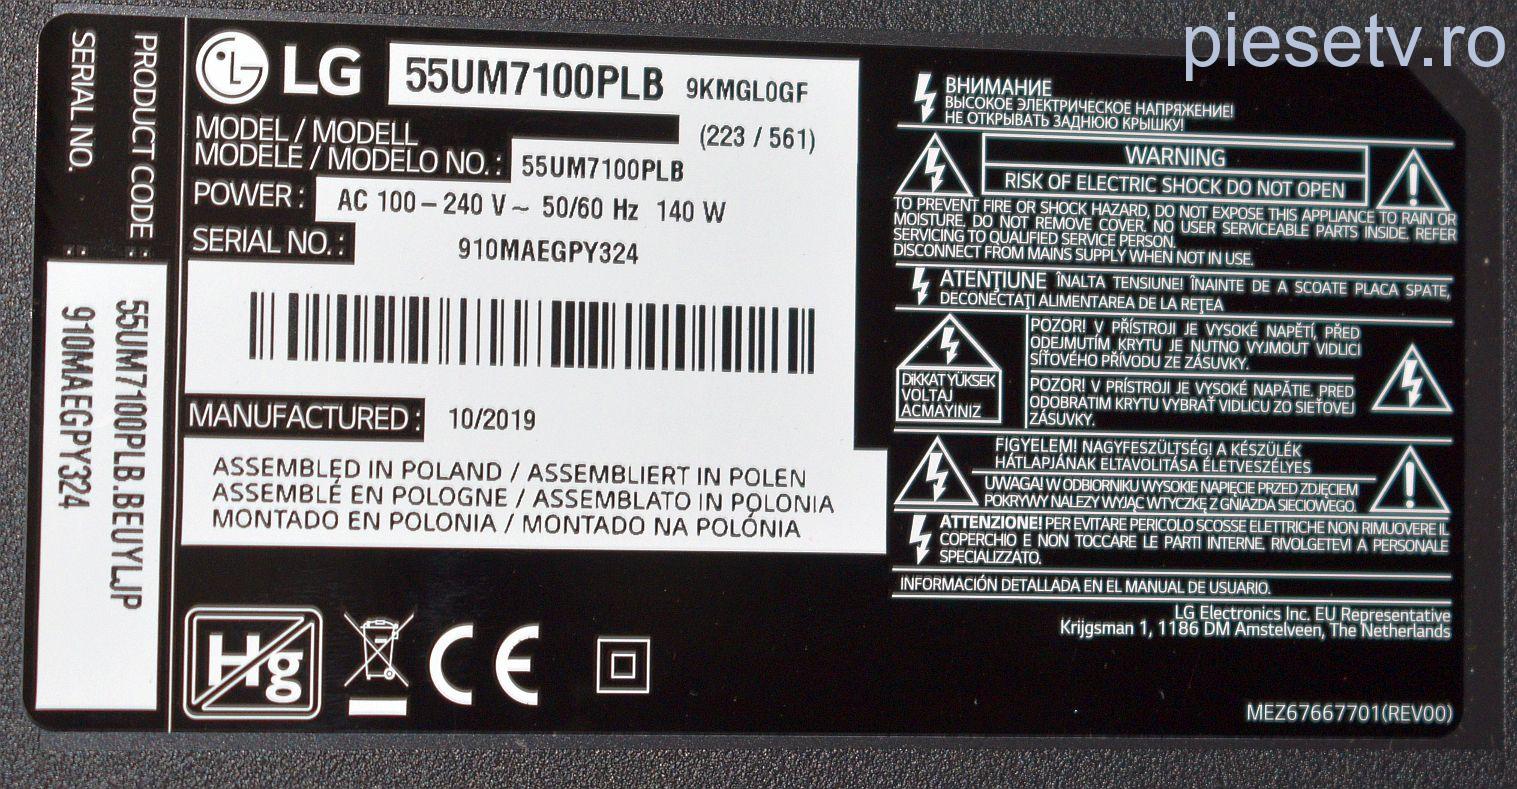 piesetv.ro
PRODUCT CODE : 55UM7100PLB.BEUYLJP
SERIAL NO. : 910MAEGPY324
LG 55UM7100PLB 9KMGL0GF
(223 / 561)
MODEL / MODELL
MODÈLE / MODELO NO.: 55UM7100PLB
POWER : AC 100 – 240 V ~ 50/60 Hz 140 W
SERIAL NO. : 910MAEGPY324
MANUFACTURED : 10/2019
ASSEMBLED IN POLAND / ASSEMBLIERT IN POLEN
ASSEMBLÉ EN POLOGNE / ASSEMBLATO IN POLONIA
MONTADO EN POLONIA / MONTADO NA POLÓNIA
Hg
CE
ВНИМАНИЕ
ВЫСОКОЕ ЭЛЕКТРИЧЕСКОЕ НАПРЯЖЕНИЕ!
НЕ ОТКРЫВАТЬ ЗАДНЮЮ КРЫШКУ!
WARNING
RISK OF ELECTRIC SHOCK DO NOT OPEN
TO PREVENT FIRE OR SHOCK HAZARD, DO NOT EXPOSE THIS APPLIANCE TO RAIN OR
MOISTURE. DO NOT REMOVE COVER. NO USER SERVICEABLE PARTS INSIDE. REFER
SERVICING TO QUALIFIED SERVICE PERSON.
DISCONNECT FROM MAINS SUPPLY WHEN NOT IN USE.
ATENŢIUNE ÎNALTA TENSIUNE! ÎNAINTE DE A SCOATE PLACA SPATE,
DECONECTAŢI ALIMENTAREA DE LA REŢEA
DİKKAT YÜKSEK
VOLTAJ
ACMAYINIZ
POZOR! V PŘÍSTROJI JE VYSOKÉ NAPĚTÍ, PŘED
ODEJMUTÍM KRYTU JE NUTNO VYJMOUT VIDLICI
SÍŤOVÉHO PŘÍVODU ZE ZÁSUVKY.
POZOR! V PRÍSTROJI JE VYSOKÉ NAPÄTIE. PRED
ODOBRATIM KRYTU VYBRAŤ VIDLICU ZO SIEŤOVEJ
ZÁSUVKY.
FIGYELEM! NAGYFESZÜLTSÉG! A KÉSZÜLÉK
HÁTLAPJÁNAK ELTAVOLITÁSA ÉLETVESZÉLYES
UWAGA! W ODBIORNIKU WYSOKIE NAPIĘCIE PRZED ZDJĘCIEM
POKRYWY NALEZY WYJĄC WTYCZKĘ Z GNIAZDA SIECIOWEGO.
ATTENZIONE! PER EVITARE PERICOLO SCOSSE ELETTRICHE NON RIMUOVERE IL
COPERCHIO E NON TOCCARE LE PARTI INTERNE. RIVOLGETEVI A PERSONALE
SPECIALIZZATO.
INFORMACIÓN DETALLADA EN EL MANUAL DE USUARIO.
LG Electronics Inc. EU Representative
Krijgsman 1, 1186 DM Amstelveen, The Netherlands
MEZ67667701(REV00)